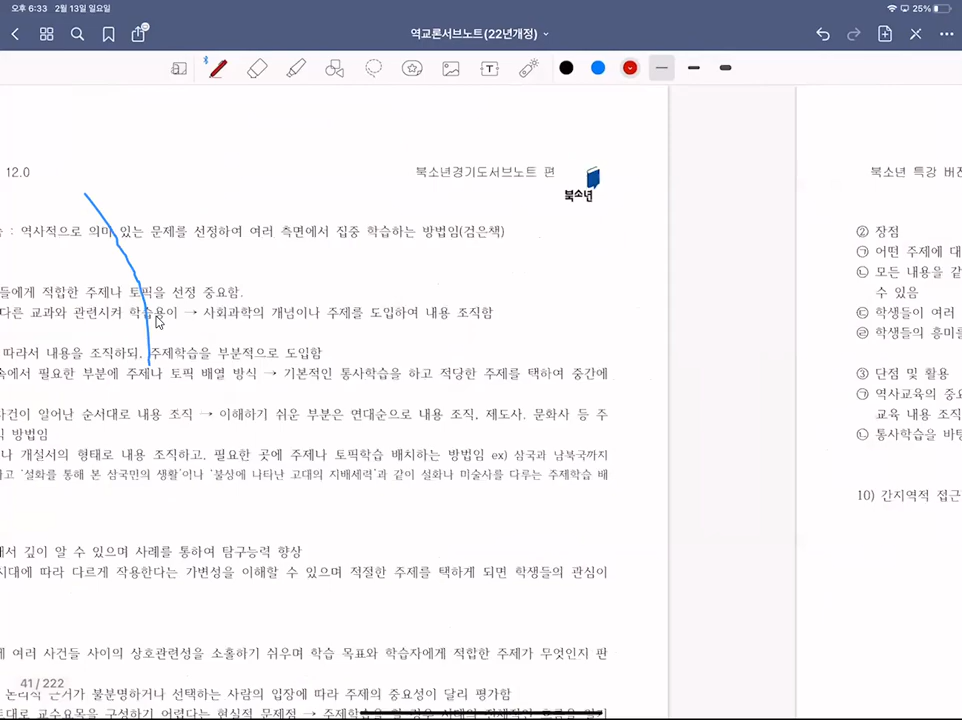 오후 6:33 2월 13일 일요일
25%
역교론서브노트(22년개정)
12.0
북소년경기도서브노트 편
북소년
: 역사적으로 의미 있는 문제를 선정하여 여러 측면에서 집중 학습하는 방법임(검은책)
들에게 적합한 주제나 토픽을 선정 중요함.
다른 교과와 관련시켜 학습용이 → 사회과학의 개념이나 주제를 도입하여 내용 조직함
따라서 내용을 조직하되, 주제학습을 부분적으로 도입함
속에서 필요한 부분에 주제나 토픽 배열 방식 → 기본적인 통사학습을 하고 적당한 주제를 택하여 중간에
사건이 일어난 순서대로 내용 조직 → 이해하기 쉬운 부분은 연대순으로 내용 조직, 제도사, 문화사 등 주
방법임
나 개설서의 형태로 내용 조직하고, 필요한 곳에 주제나 토픽학습 배치하는 방법임 ex) 삼국과 남북국까지
하고 '설화를 통해 본 삼국민의 생활'이나 '불상에 나타난 고대의 지배세력'과 같이 설화나 미술사를 다루는 주제학습 배
해서 깊이 알 수 있으며 사례를 통하여 탐구능력 향상
시대에 따라 다르게 작용한다는 가변성을 이해할 수 있으며 적절한 주제를 택하게 되면 학생들의 관심이
여러 사건들 사이의 상호관련성을 소홀하기 쉬우며 학습 목표와 학습자에게 적합한 주제가 무엇인지 판
41 / 222
논리적 근거가 불분명하거나 선택하는 사람의 입장에 따라 주제의 중요성이 달리 평가함
토대로 교수요목을 구성하기 어렵다는 현실적 문제점 → 주제학습을 할 경우 시대의 전체적인 흐름을 알기
북소년 특강 버전
② 장점
㉠ 어떤 주제에 대
㉡ 모든 내용을 같
수 있음
㉢ 학생들이 여러
㉣ 학생들의 흥미를
③ 단점 및 활용
㉠ 역사교육의 중요
교육 내용 조직
㉡ 통사학습을 바탕
10) 간지역적 접근